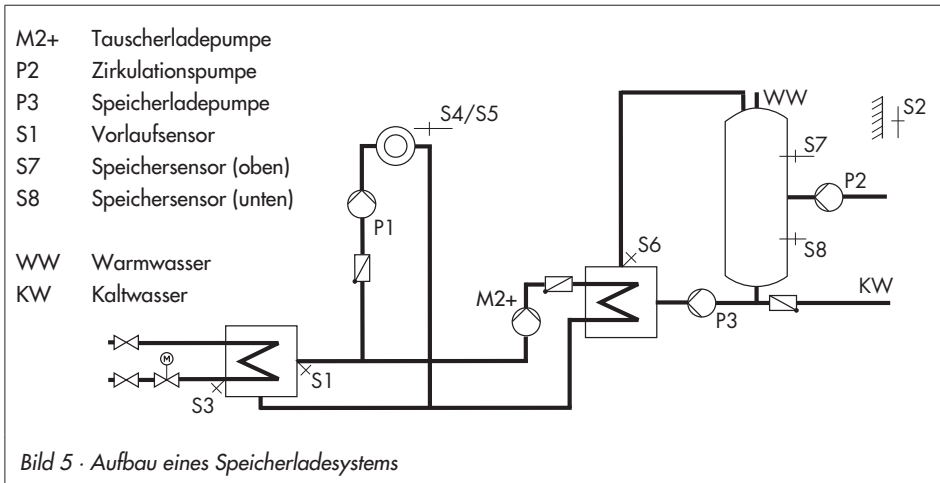 M2+ Tauscherladepumpe
P2 Zirkulationspumpe
P3 Speicherladepumpe
S1 Vorlaufsensor
S7 Speichersensor (oben)
S8 Speichersensor (unten)
WW Warmwasser
KW Kaltwasser
S4/S5
P1
M
S3
S1
M2+
S6
P3
WW
S7
P2
S8
KW
S2
Bild 5 · Aufbau eines Speicherladesystems